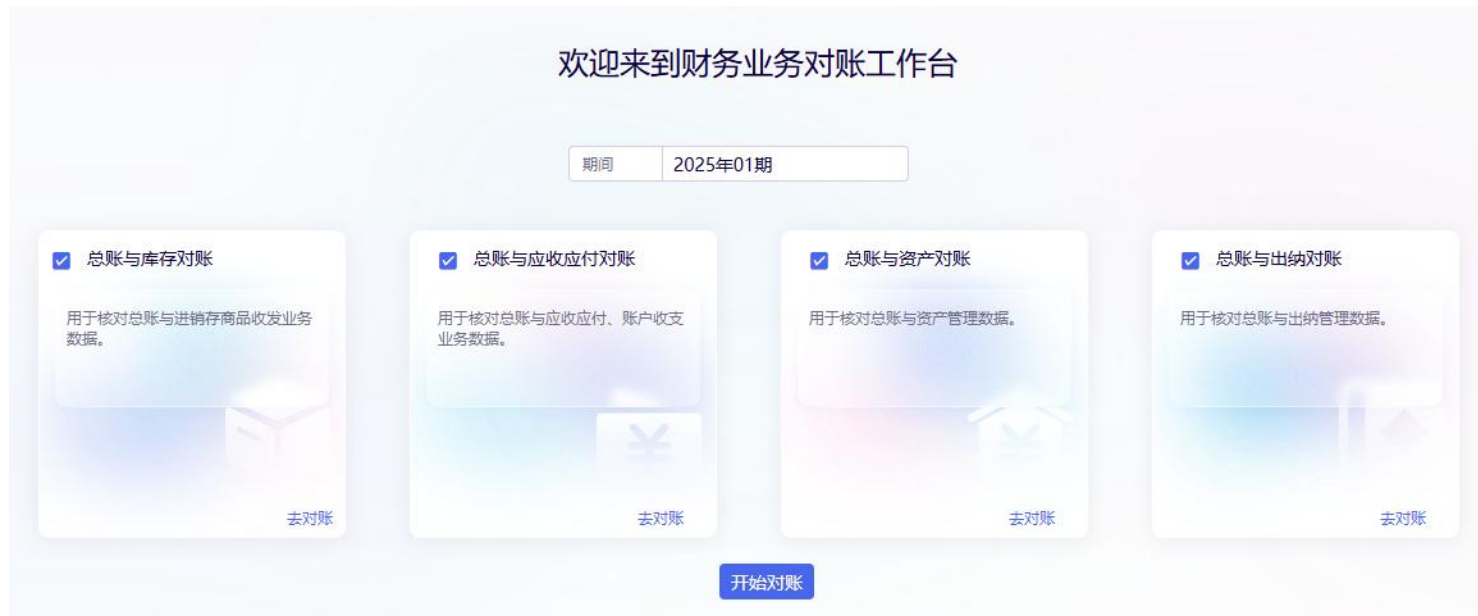 欢迎来到财务业务对账工作台
期间 2025年01期
总账与库存对账
用于核对总账与进销存商品收发业务
数据。
去对账
总账与应收应付对账
用于核对总账与应收应付、账户收支
业务数据。
去对账
总账与资产对账
用于核对总账与资产管理数据。
去对账
总账与出纳对账
用于核对总账与出纳管理数据。
去对账
开始对账